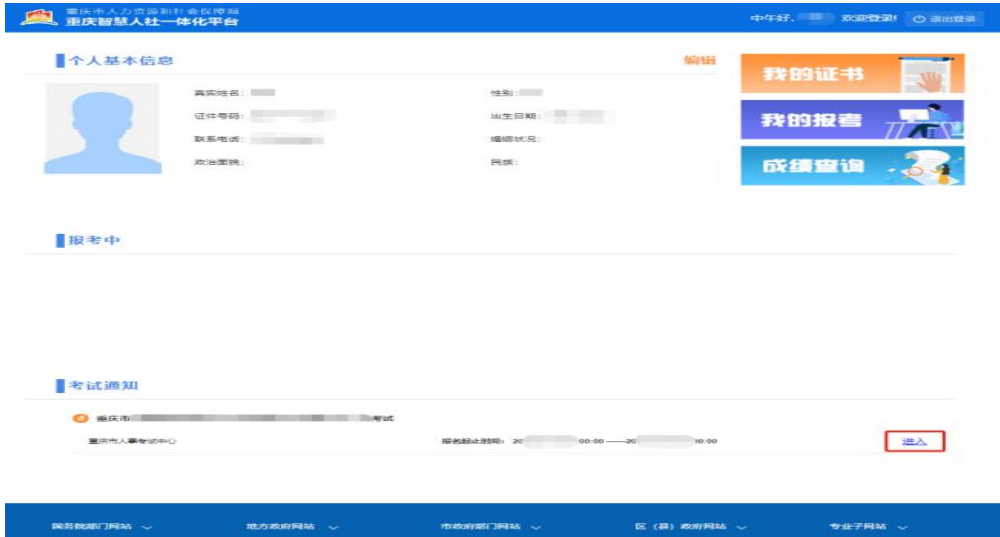 重庆市人力资源和社会保障局
重庆智慧人社一体化平台
中午好, 欢迎登录! 退出登录
个人基本信息 编辑
真实姓名: 性别:
证件号码: 出生日期:
联系电话: 婚姻状况:
政治面貌: 民族:
我的证书
我的报考
成绩查询
报考中
考试通知
重庆市 考试
重庆市人事考试中心 报名起止时间: 20 00:00 ——20 00:00 进入
国务院部门网站 地方政府网站 市政府部门网站 区（县）政府网站 专业子网站